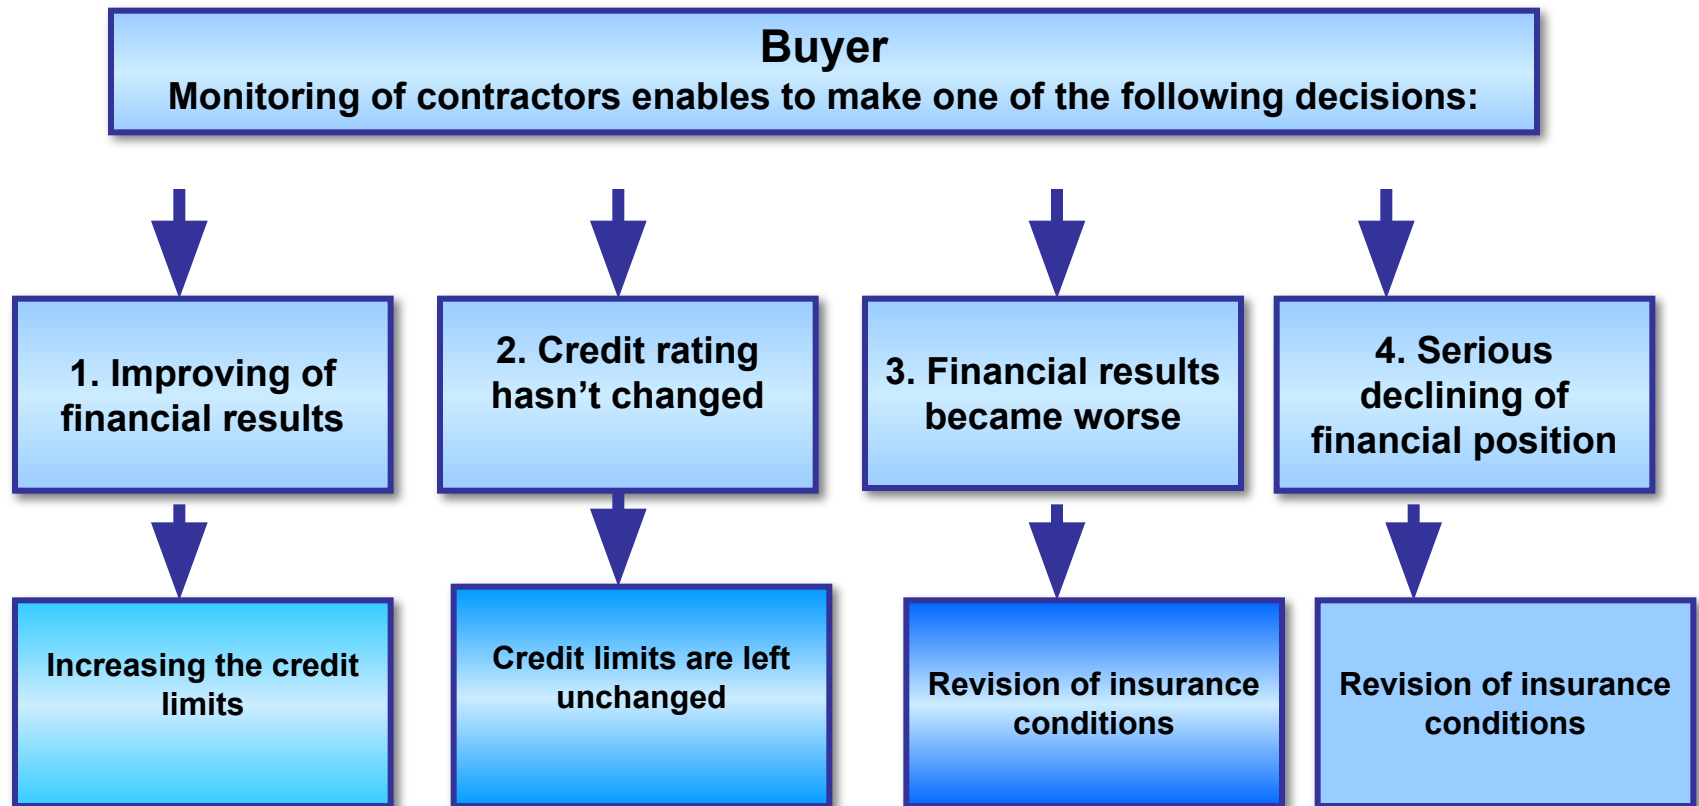 Buyer
Monitoring of contractors enables to make one of the following decisions:
1. Improving of
financial results
2. Credit rating
hasn’t changed
3. Financial results
became worse
4. Serious
declining of
financial position
Increasing the credit
limits
Credit limits are left
unchanged
Revision of insurance
conditions
Revision of insurance
conditions